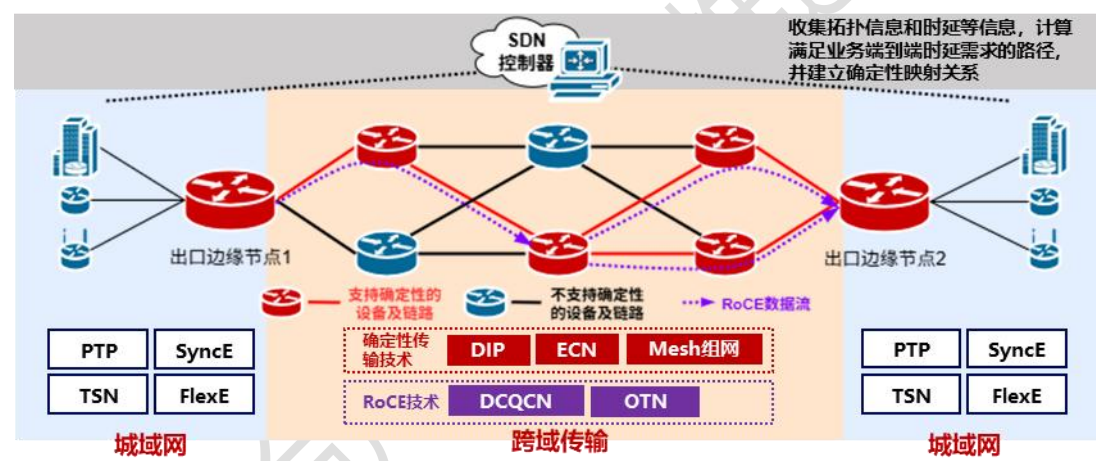 SDN
控制器
收集拓扑信息和时延等信息，计算
满足业务端到端时延需求的路径，
并建立确定性映射关系
出口边缘节点1
出口边缘节点2
支持确定性的
设备及链路
不支持确定性
的设备及链路
RoCE数据流
PTP
SyncE
TSN
FlexE
城域网
确定性传
输技术
DIP
ECN
Mesh组网
RoCE技术
DCQCN
OTN
跨域传输
PTP
SyncE
TSN
FlexE
城域网